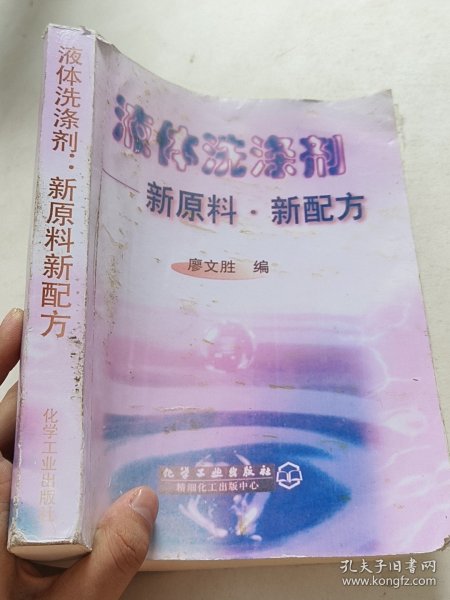 液体洗涤剂：新原料新配方
化学工业出版社
液体洗涤剂
——新原料·新配方
廖文胜 编
化学工业出版社
精细化工出版中心
孔夫子旧书网
www.kongfz.com